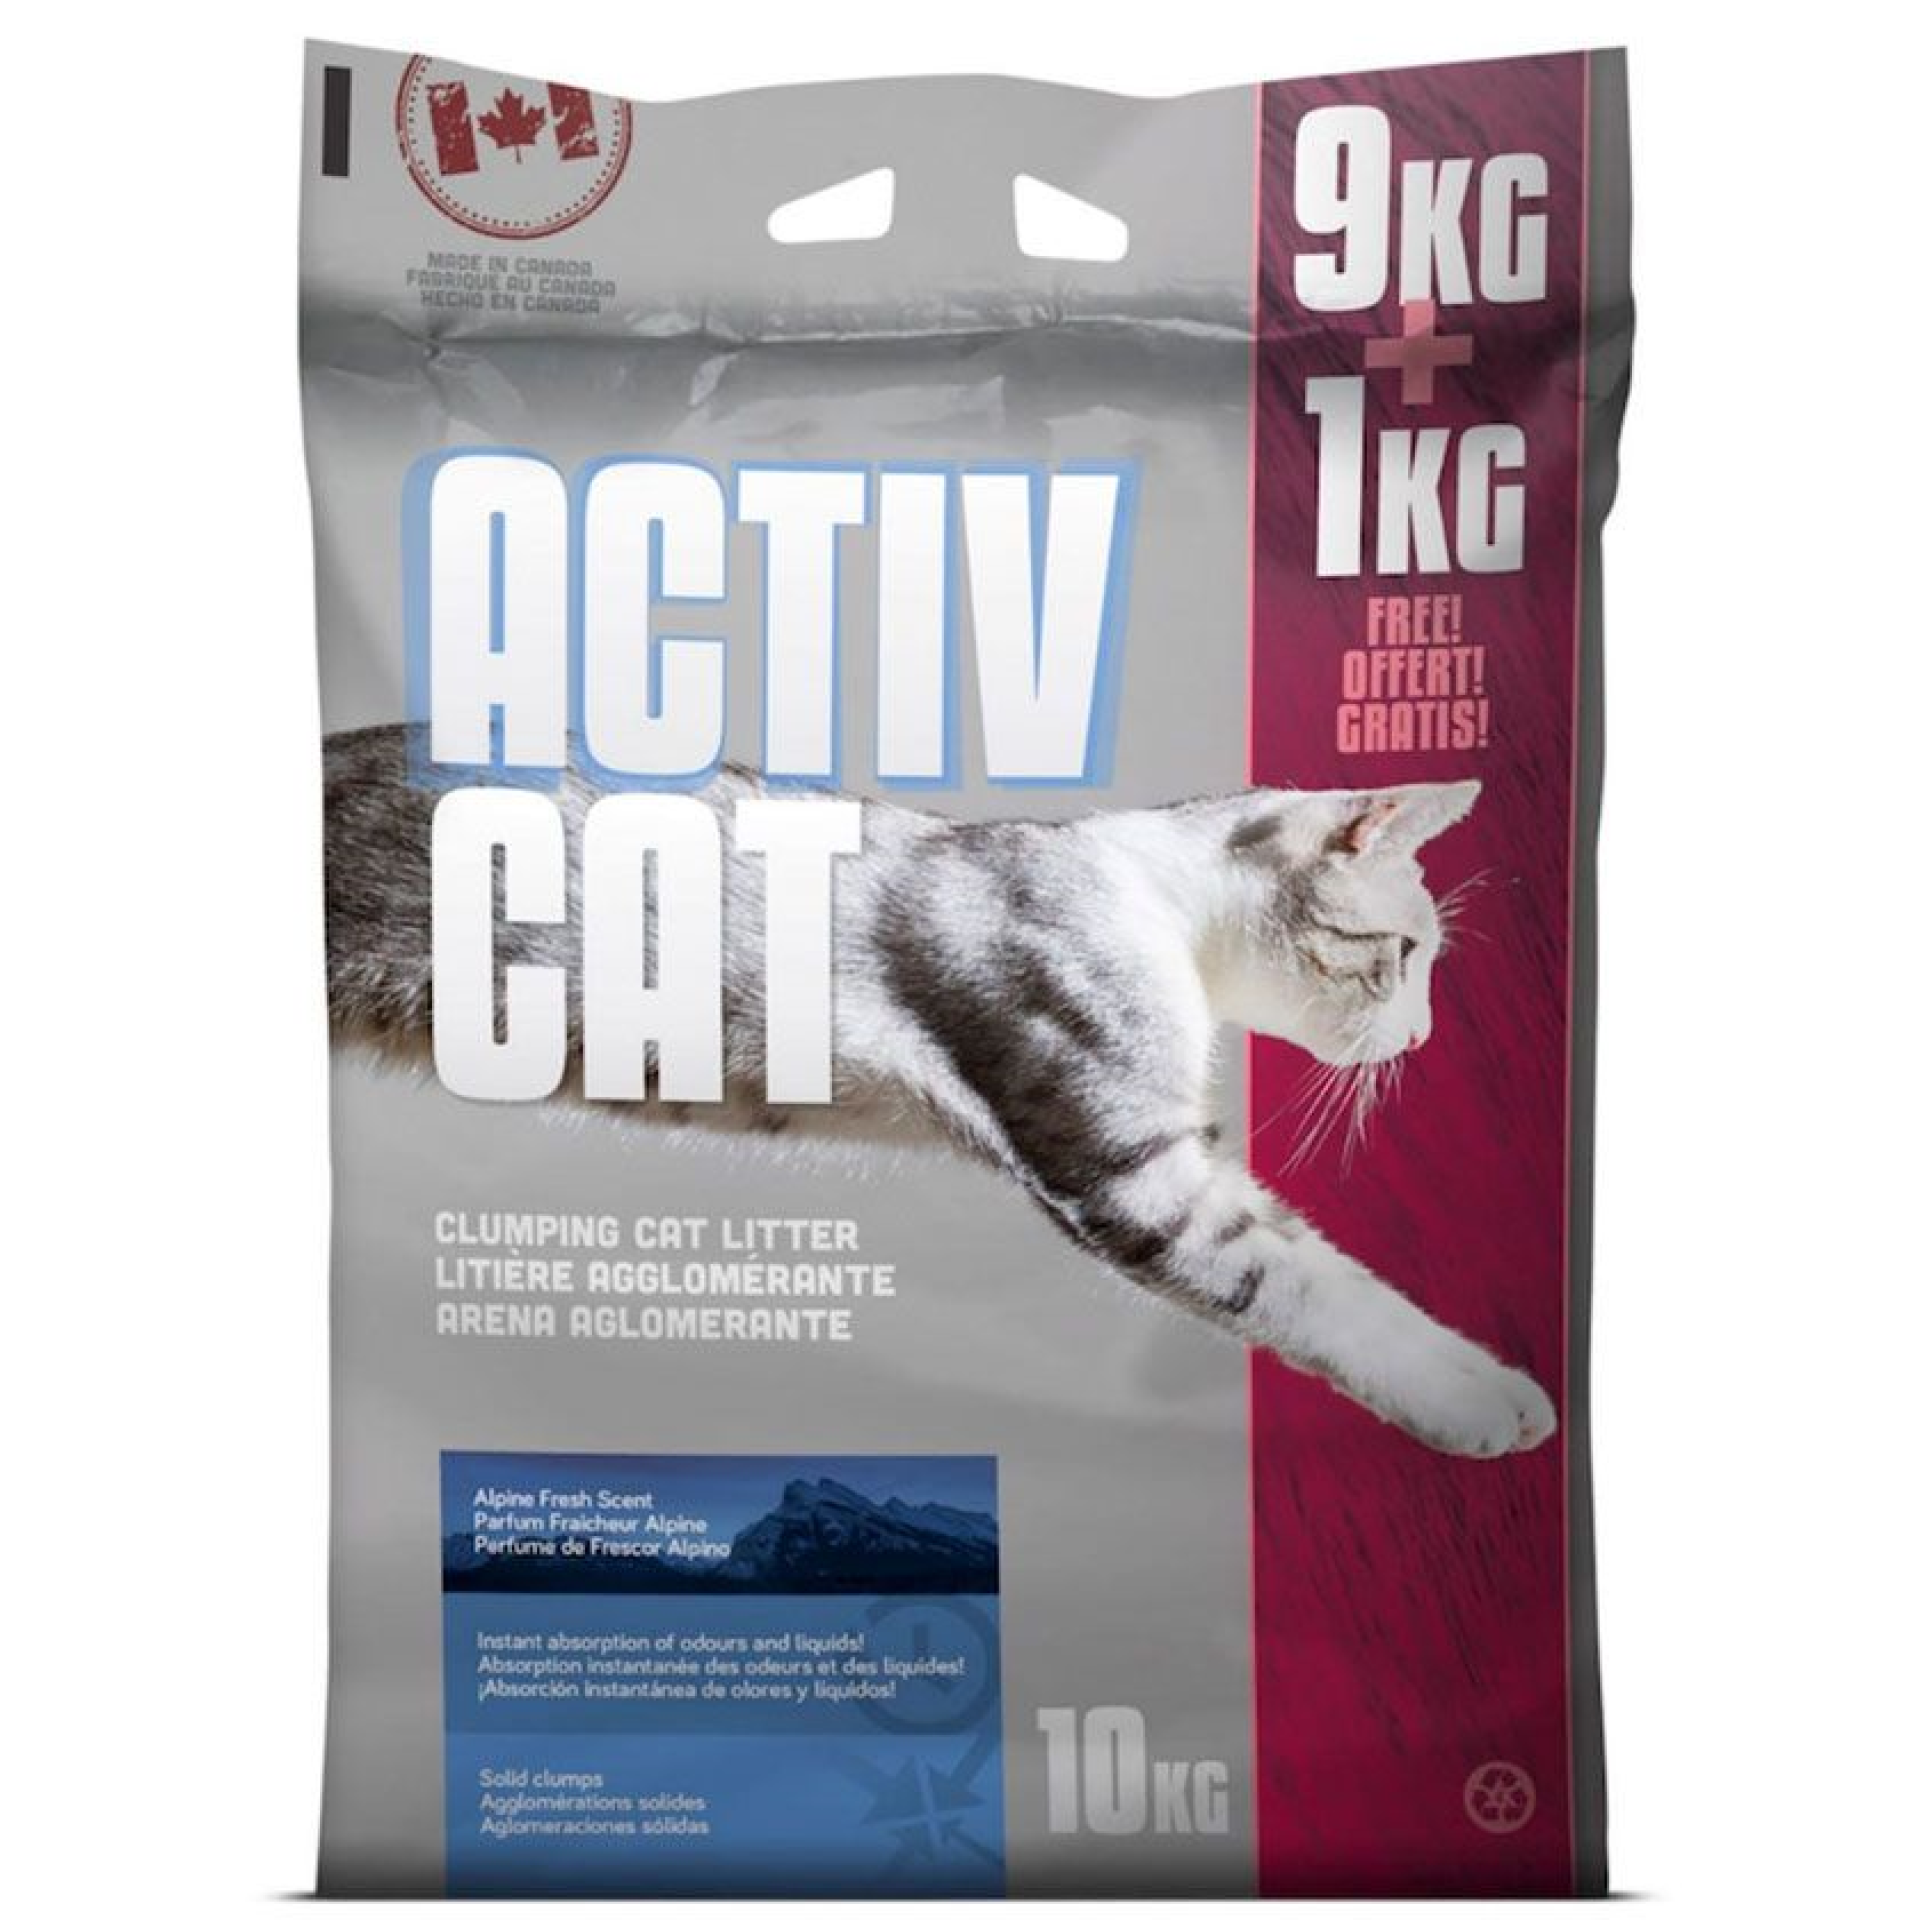 MADE IN CANADA
FABRIQUE AU CANADA
HECHO EN CANADA
9KG
+
1KG
FREE!
OFFERT!
GRATIS!
ACTIV
CAT
CLUMPING CAT LITTER
LITIÈRE AGGLOMÉRANTE
ARENA AGLOMERANTE
Alpine Fresh Scent
Parfum Fraicheur Alpine
Perfume de Frescor Alpino
Instant absorption of odours and liquids!
Absorption instantanée des odeurs et des liquides!
¡Absorción instantánea de olores y líquidos!
Solid clumps
Agglomérations solides
Aglomeraciones sólidas
10KG